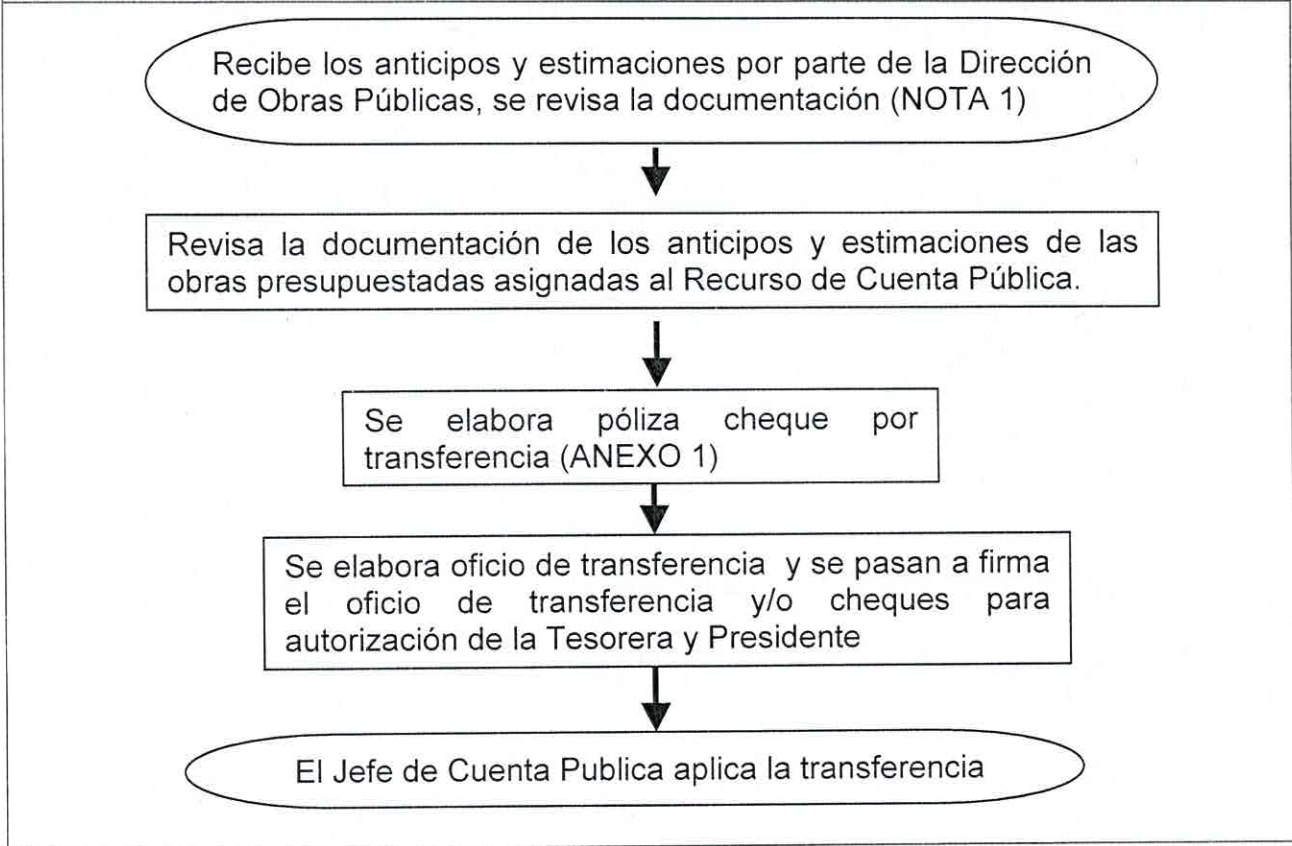 Recibe los anticipos y estimaciones por parte de la Dirección
de Obras Públicas, se revisa la documentación (NOTA 1)
Revisa la documentación de los anticipos y estimaciones de las
obras presupuestadas asignadas al Recurso de Cuenta Pública.
Se elabora póliza cheque por
transferencia (ANEXO 1)
Se elabora oficio de transferencia y se pasan a firma
el oficio de transferencia y/o cheques para
autorización de la Tesorera y Presidente
El Jefe de Cuenta Publica aplica la transferencia